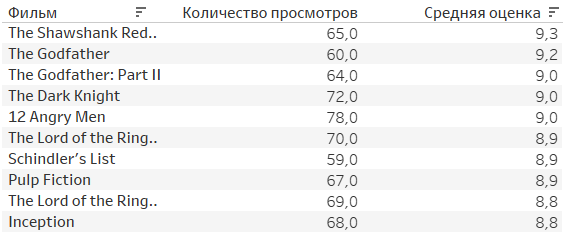 Фильм Количество просмотров Средняя оценка
The Shawshank Red.. 65,0 9,3
The Godfather 60,0 9,2
The Godfather: Part II 64,0 9,0
The Dark Knight 72,0 9,0
12 Angry Men 78,0 9,0
The Lord of the Ring.. 70,0 8,9
Schindler's List 59,0 8,9
Pulp Fiction 67,0 8,9
The Lord of the Ring.. 69,0 8,8
Inception 68,0 8,8